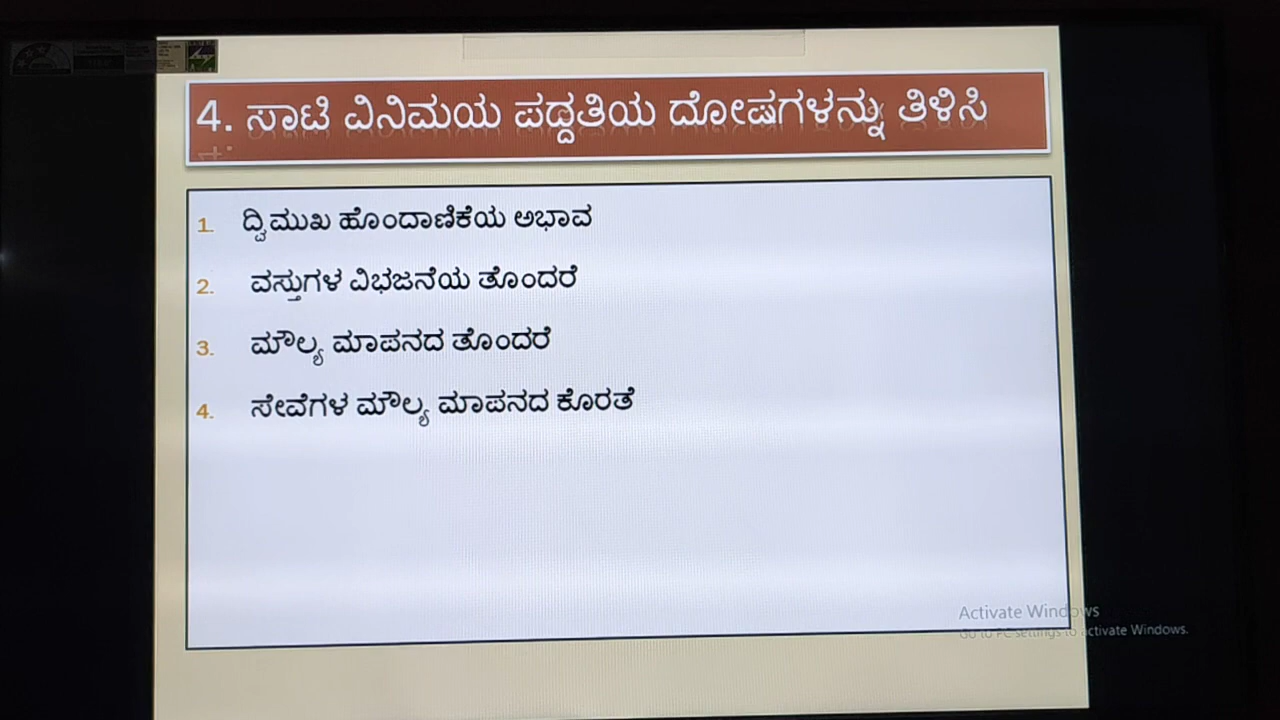 4. ಸಾಟಿ ವಿನಿಮಯ ಪದ್ದತಿಯ ದೋಷಗಳನ್ನು ತಿಳಿಸಿ
1. ದ್ವಿಮುಖ ಹೊಂದಾಣಿಕೆಯ ಅಭಾವ
2. ವಸ್ತುಗಳ ವಿಭಜನೆಯ ತೊಂದರೆ
3. ಮೌಲ್ಯ ಮಾಪನದ ತೊಂದರೆ
4. ಸೇವೆಗಳ ಮೌಲ್ಯ ಮಾಪನದ ಕೊರತೆ
Activate Windows
Go to PC settings to activate Windows.